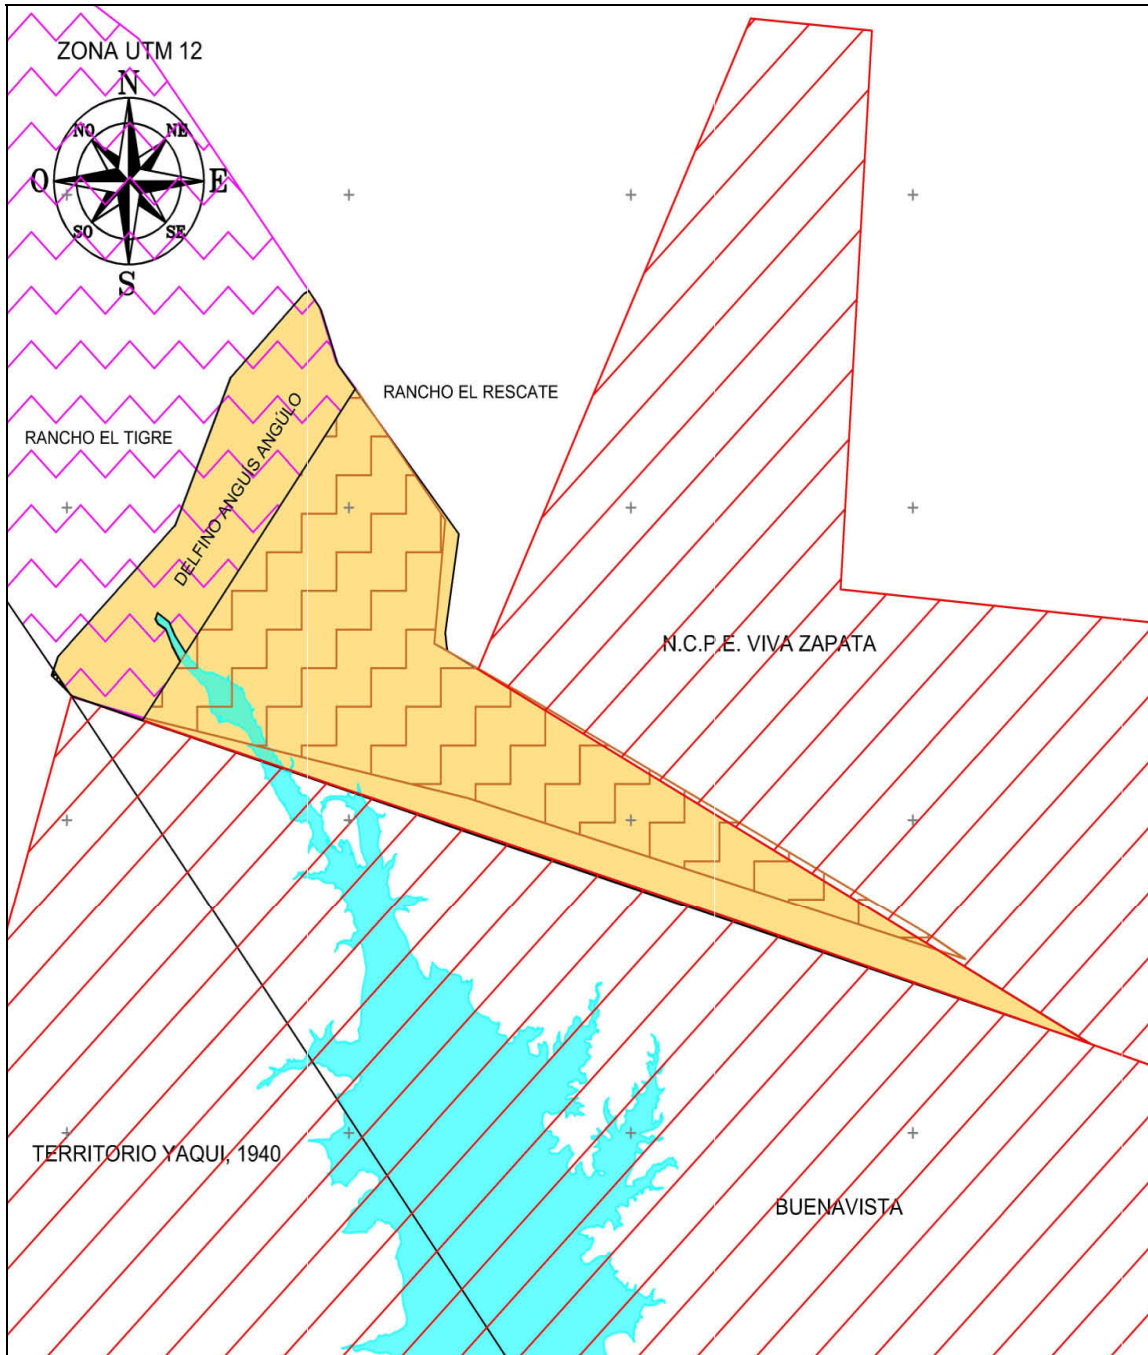 ZONA UTM 12
N
NO
NE
O
E
SO
SE
S
RANCHO EL RESCATE
RANCHO EL TIGRE
DELFINO ANGUÍS ANGÚLO
N.C.P.E. VIVA ZAPATA
TERRITORIO YAQUI, 1940
BUENAVISTA